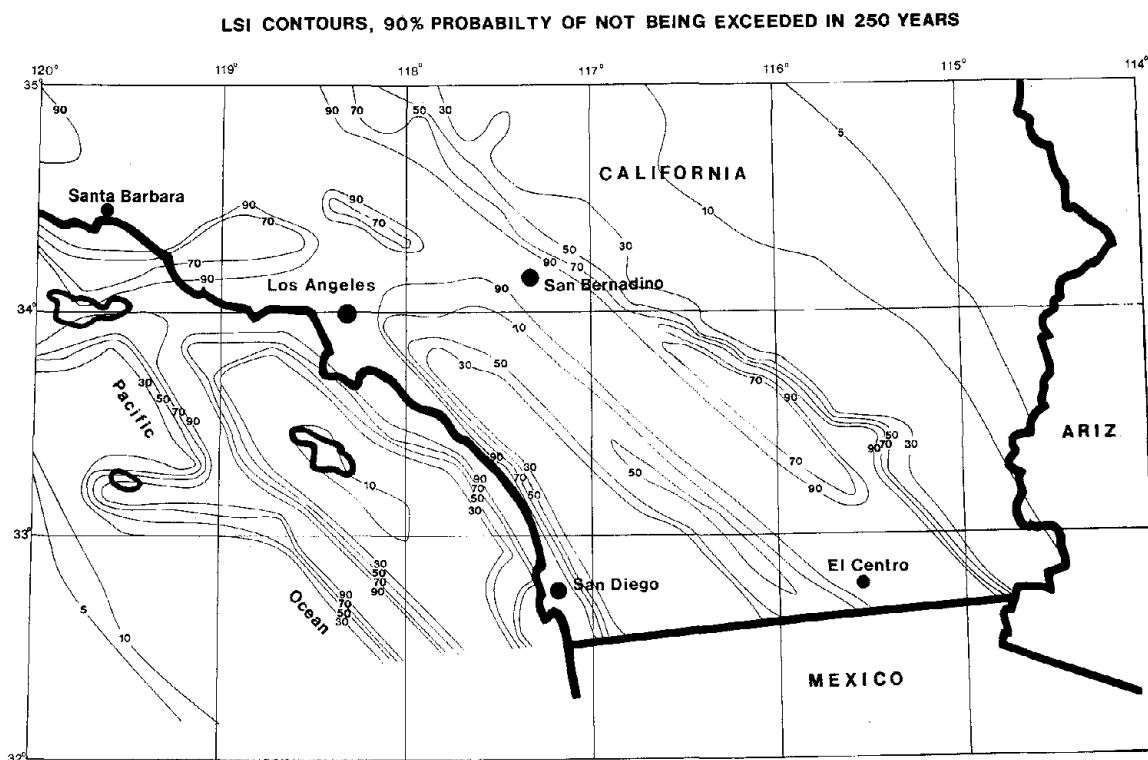 LSI CONTOURS, 90% PROBABILTY OF NOT BEING EXCEEDED IN 250 YEARS
120° 119° 118° 117° 116° 115° 114°
35°
90 90 70 50 30 5
CALIFORNIA
Santa Barbara
90 90 10
70 70
50 30
70 90 70
90
Los Angeles San Bernadino
90
34°
10
30 50
70
30 50 70 90
90
Pacific
ARIZ
50 30
90 70
90 30
70
50
70
50
90
90 70 50 30
10
33°
30 50 70 90
El Centro
San Diego
90 70 50 30
5
Ocean
10
MEXICO
32°